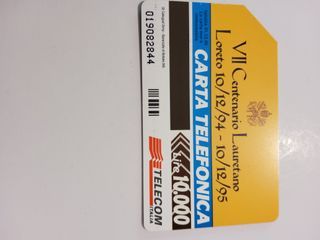 VII Centenario Lauretano
Loreto 10/12/94 - 10/12/95
CARTA TELEFONICA
Lire 10.000
TELECOM
ITALIA
019082844